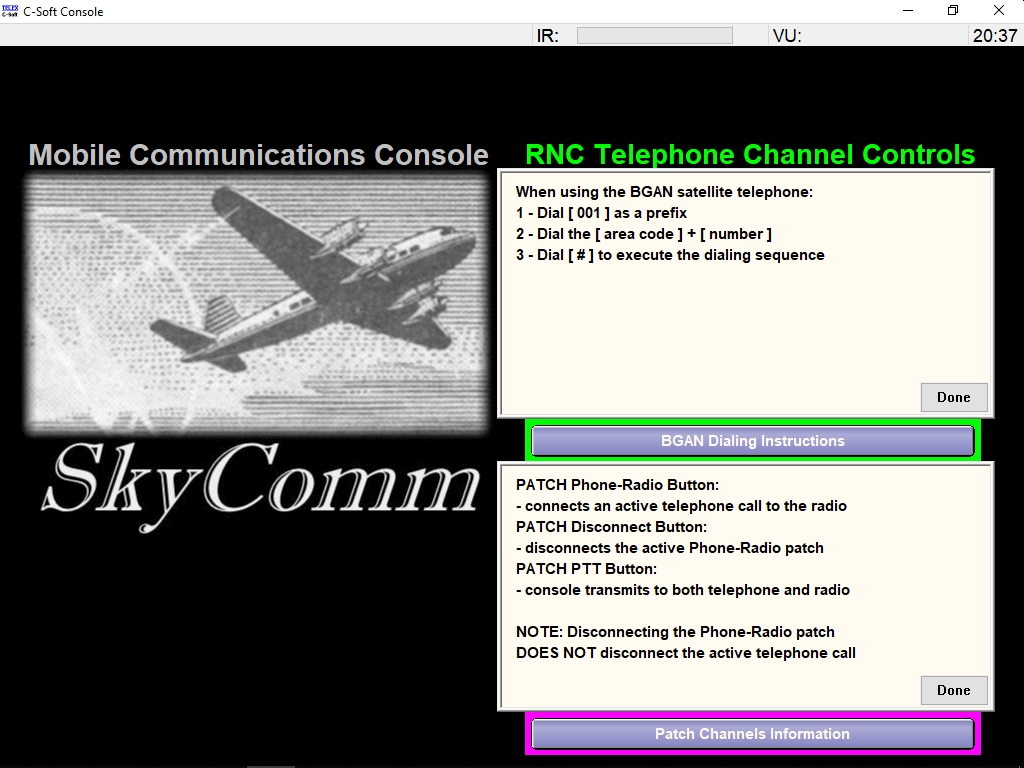 TELEX
C-Soft
C-Soft Console
IR:
VU:
20:37
Mobile Communications Console
SkyComm
RNC Telephone Channel Controls
When using the BGAN satellite telephone:
1 - Dial [ 001 ] as a prefix
2 - Dial the [ area code ] + [ number ]
3 - Dial [ # ] to execute the dialing sequence
Done
BGAN Dialing Instructions
PATCH Phone-Radio Button:
- connects an active telephone call to the radio
PATCH Disconnect Button:
- disconnects the active Phone-Radio patch
PATCH PTT Button:
- console transmits to both telephone and radio
NOTE: Disconnecting the Phone-Radio patch
DOES NOT disconnect the active telephone call
Done
Patch Channels Information